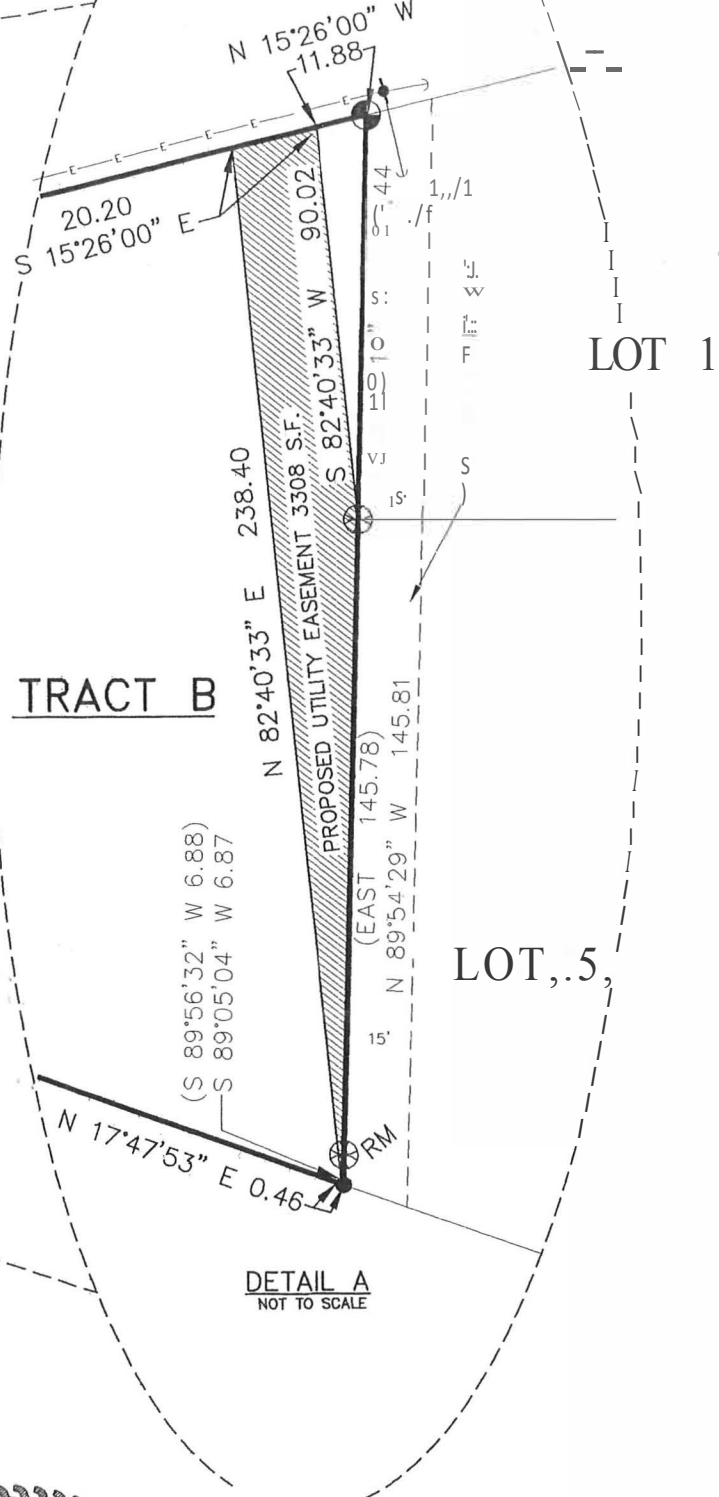 N 15°26'00" W
11.88
E E E E E E E
20.20
S 15°26'00" E
S 82°40'33" W 90.02
LOT 1
N 82°40'33" E 238.40
PROPOSED UTILITY EASEMENT 3308 S.F.
TRACT B
(EAST 145.78)
N 89°54'29" W 145.81
(S 89°56'32" W 6.88)
S 89°05'04" W 6.87
LOT,.5,
15'
N 17°47'53" E 0.46
RM
DETAIL A
NOT TO SCALE